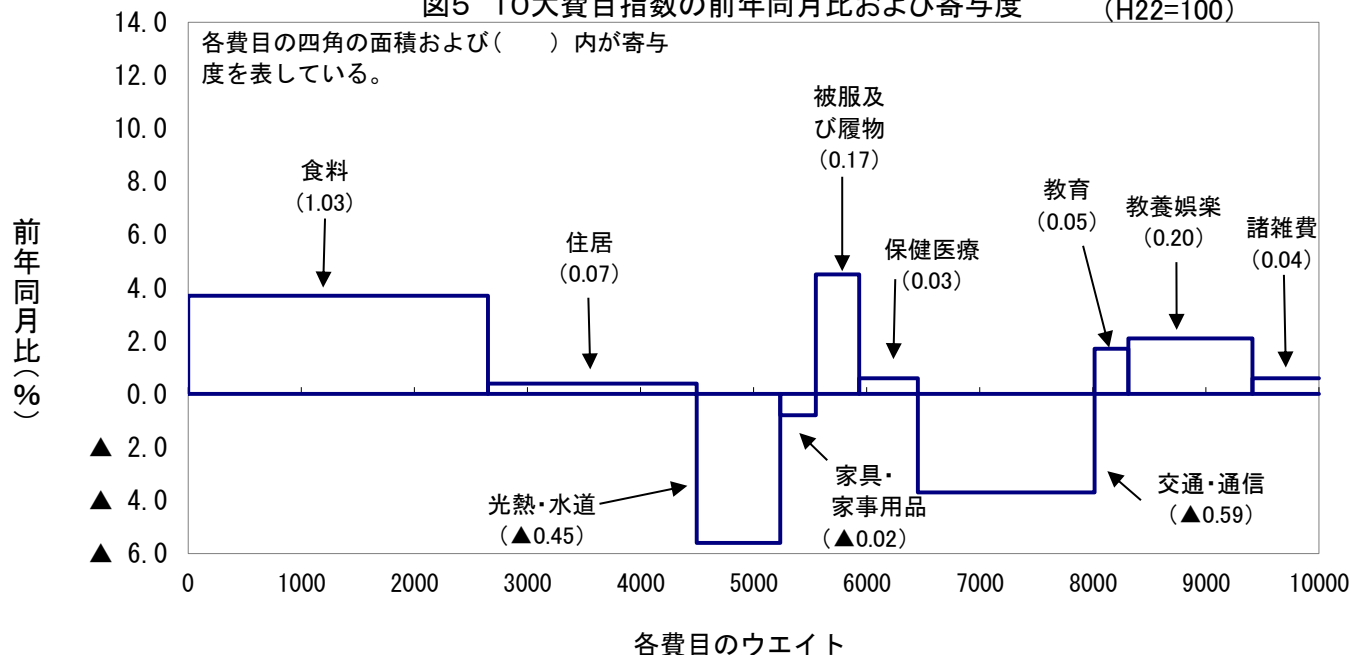 図5 10大費目指数の前年同月比および寄与度 (H22=100)
各費目の四角の面積および(　　)内が寄与
度を表している。
14.0
12.0
10.0
8.0
6.0
4.0
2.0
0.0
▲ 2.0
▲ 4.0
▲ 6.0
前年同月比(%)
食料
(1.03)
住居
(0.07)
光熱・水道
(▲0.45)
家具・
家事用品
(▲0.02)
被服及
び履物
(0.17)
保健医療
(0.03)
交通・通信
(▲0.59)
教育
(0.05)
教養娯楽
(0.20)
諸雑費
(0.04)
0 1000 2000 3000 4000 5000 6000 7000 8000 9000 10000
各費目のウエイト